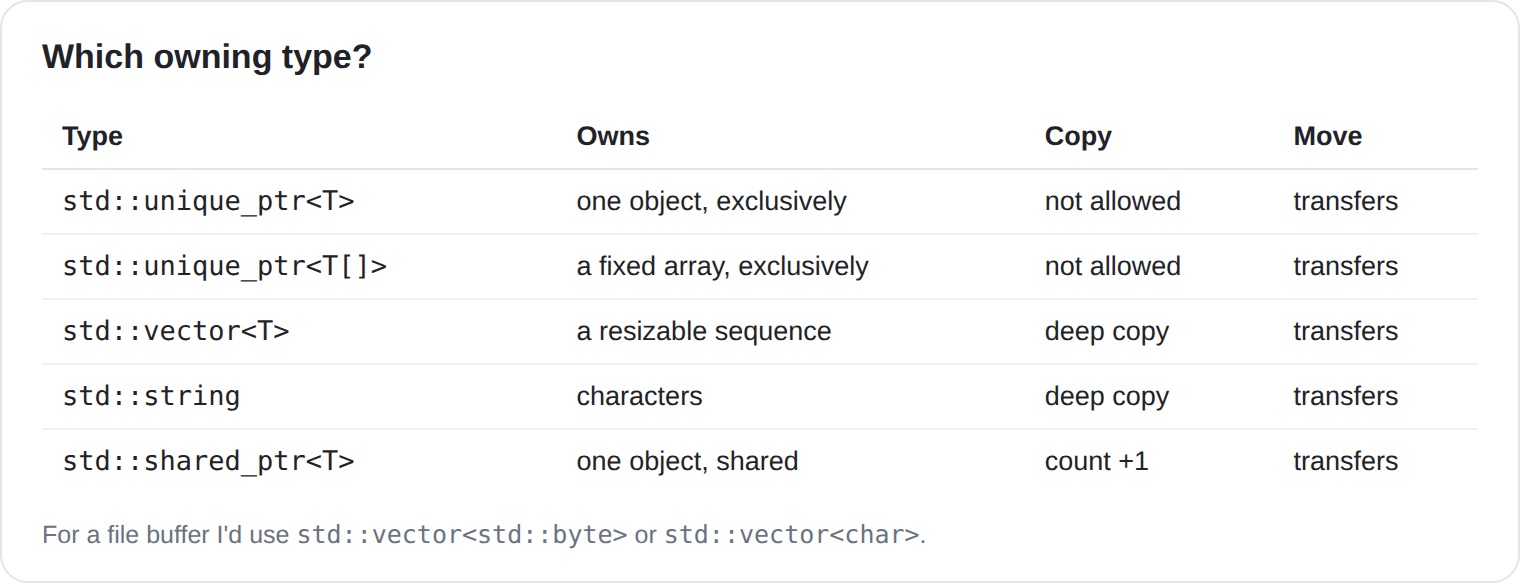 Which owning type?
Type Owns Copy Move
std::unique_ptr<T> one object, exclusively not allowed transfers
std::unique_ptr<T[]> a fixed array, exclusively not allowed transfers
std::vector<T> a resizable sequence deep copy transfers
std::string characters deep copy transfers
std::shared_ptr<T> one object, shared count +1 transfers
For a file buffer I'd use std::vector<std::byte> or std::vector<char>.